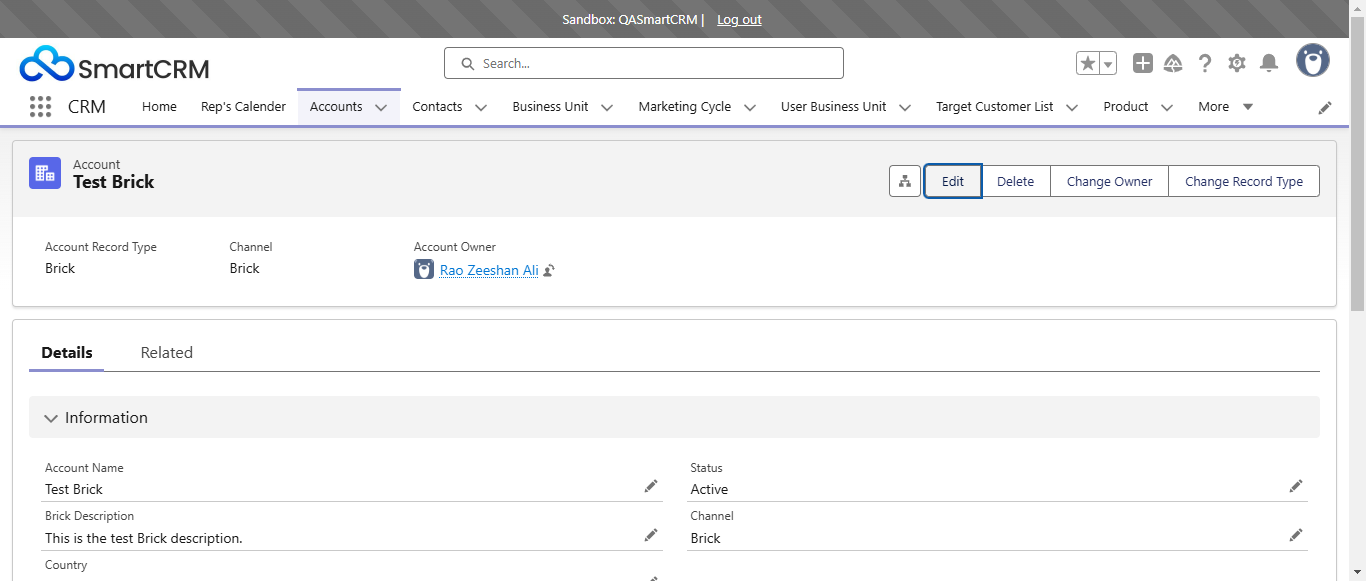 Sandbox: QASmartCRM | Log out
SmartCRM
Search...
CRM Home Rep's Calender Accounts Contacts Business Unit Marketing Cycle User Business Unit Target Customer List Product More
Account
Test Brick
Edit Delete Change Owner Change Record Type
Account Record Type Channel Account Owner
Brick Brick Rao Zeeshan Ali
Details Related
Information
Account Name Status
Test Brick Active
Brick Description Channel
This is the test Brick description. Brick
Country